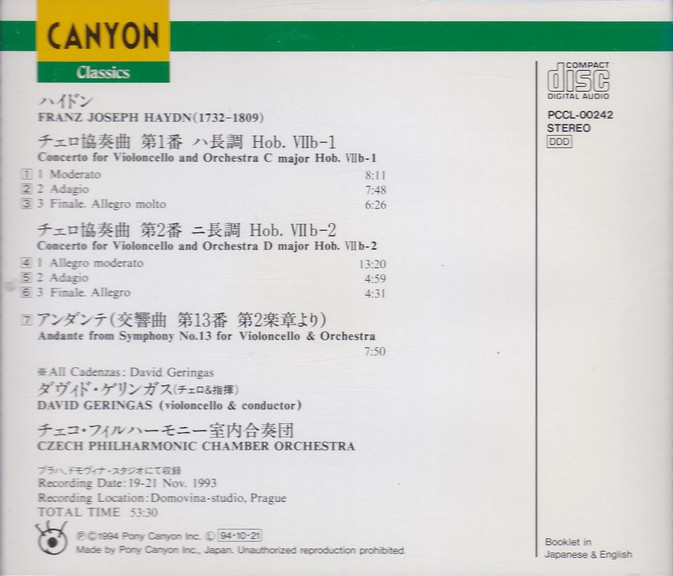 CANYON
Classics
COMPACT
disc
DIGITAL AUDIO
PCCL-00242
STEREO
DDD
ハイドン
FRANZ JOSEPH HAYDN(1732-1809)
チェロ協奏曲 第1番 ハ長調 Hob. Ⅶb-1
Concerto for Violoncello and Orchestra C major Hob. Ⅶb-1
1 1 Moderato 8:11
2 2 Adagio 7:48
3 3 Finale. Allegro molto 6:26
チェロ協奏曲 第2番 ニ長調 Hob. Ⅶb-2
Concerto for Violoncello and Orchestra D major Hob. Ⅶb-2
4 1 Allegro moderato 13:20
5 2 Adagio 4:59
6 3 Finale. Allegro 4:31
7 アンダンテ(交響曲 第13番 第2楽章より)
Andante from Symphony No.13 for Violoncello & Orchestra
7:50
※All Cadenzas: David Geringas
ダヴィド・ゲリンガス(チェロ&指揮)
DAVID GERINGAS (violoncello & conductor)
チェコ・フィルハーモニー室内合奏団
CZECH PHILHARMONIC CHAMBER ORCHESTRA
プラハ、ドモヴィナ・スタジオにて収録
Recording Date:19-21 Nov. 1993
Recording Location:Domovina-studio, Prague
TOTAL TIME 53:30
ⓅⒸ1994 Pony Canyon Inc. Ⓛ 94・10・21
Made by Pony Canyon Inc., Japan. Unauthorized reproduction prohibited.
Booklet in
Japanese & English